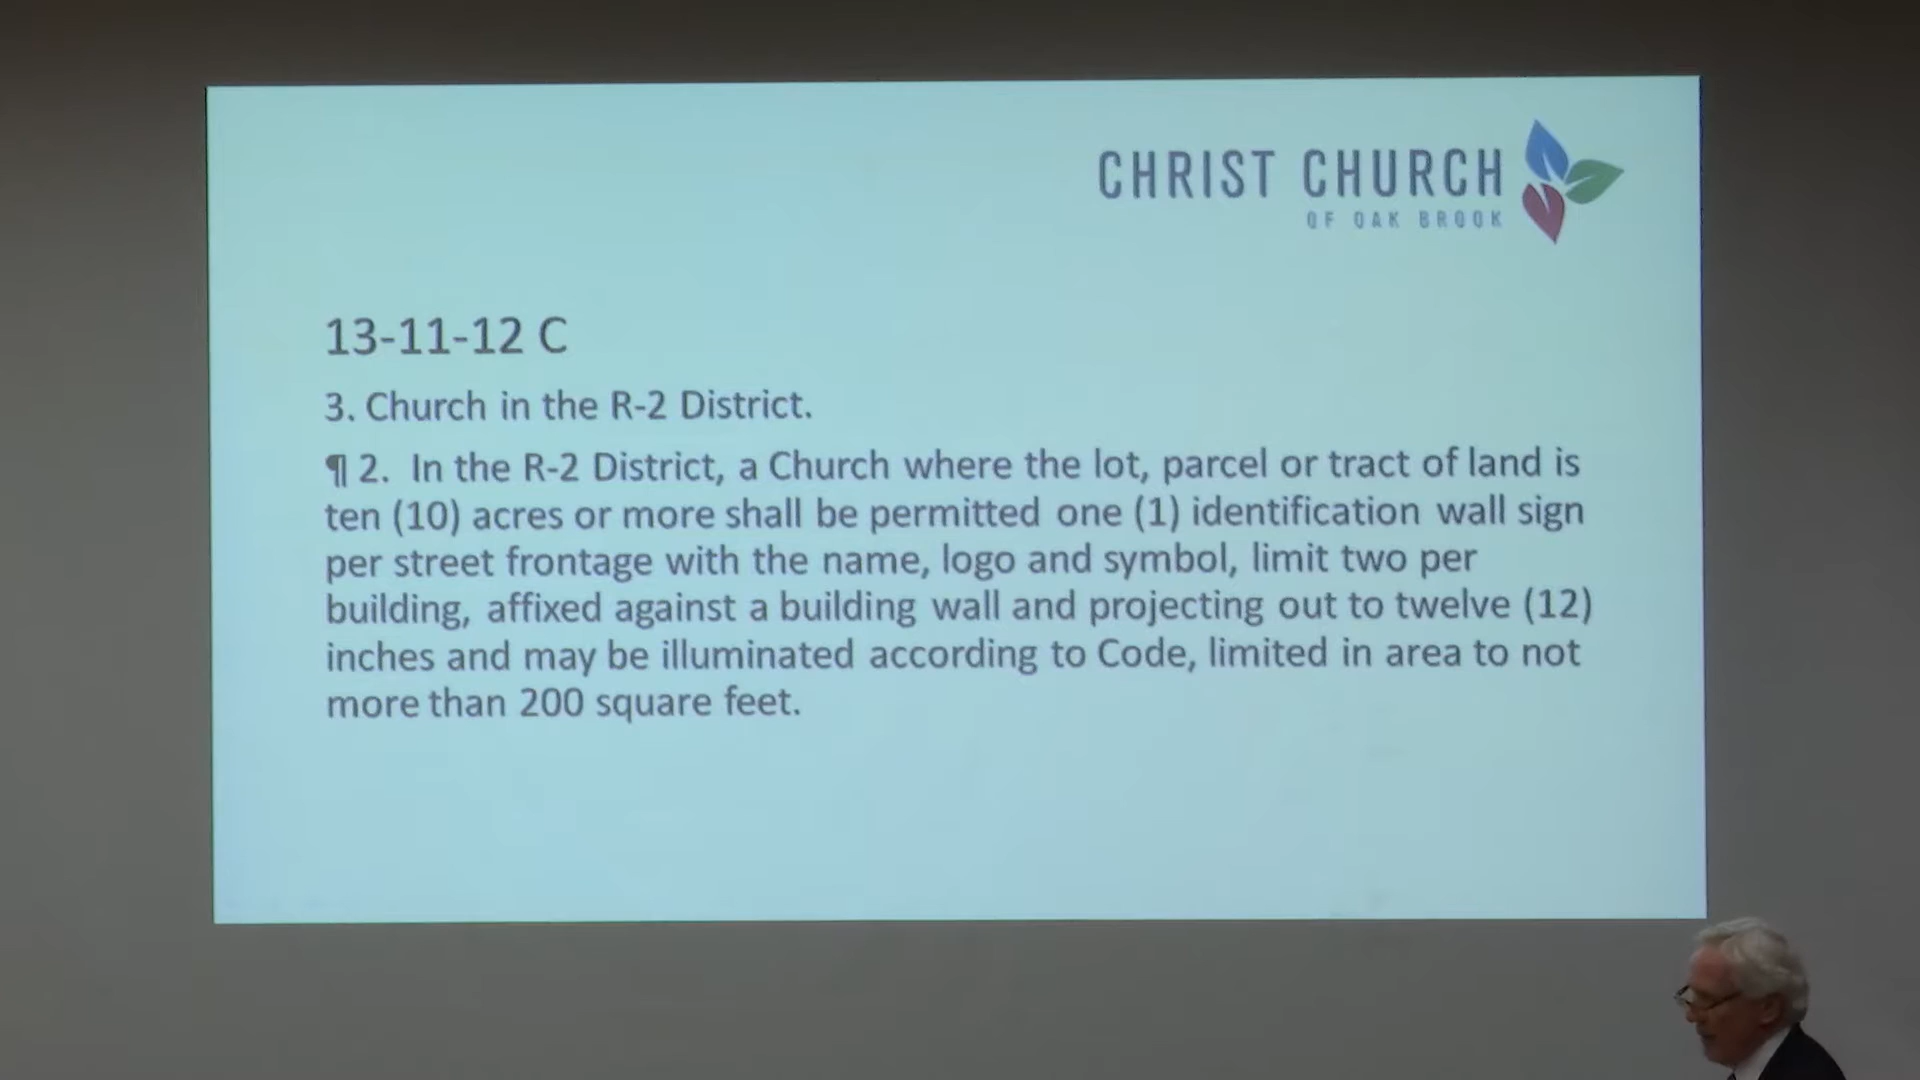 CHRIST CHURCH
OF OAK BROOK
13-11-12 C
3. Church in the R-2 District.
¶ 2. In the R-2 District, a Church where the lot, parcel or tract of land is
ten (10) acres or more shall be permitted one (1) identification wall sign
per street frontage with the name, logo and symbol, limit two per
building, affixed against a building wall and projecting out to twelve (12)
inches and may be illuminated according to Code, limited in area to not
more than 200 square feet.